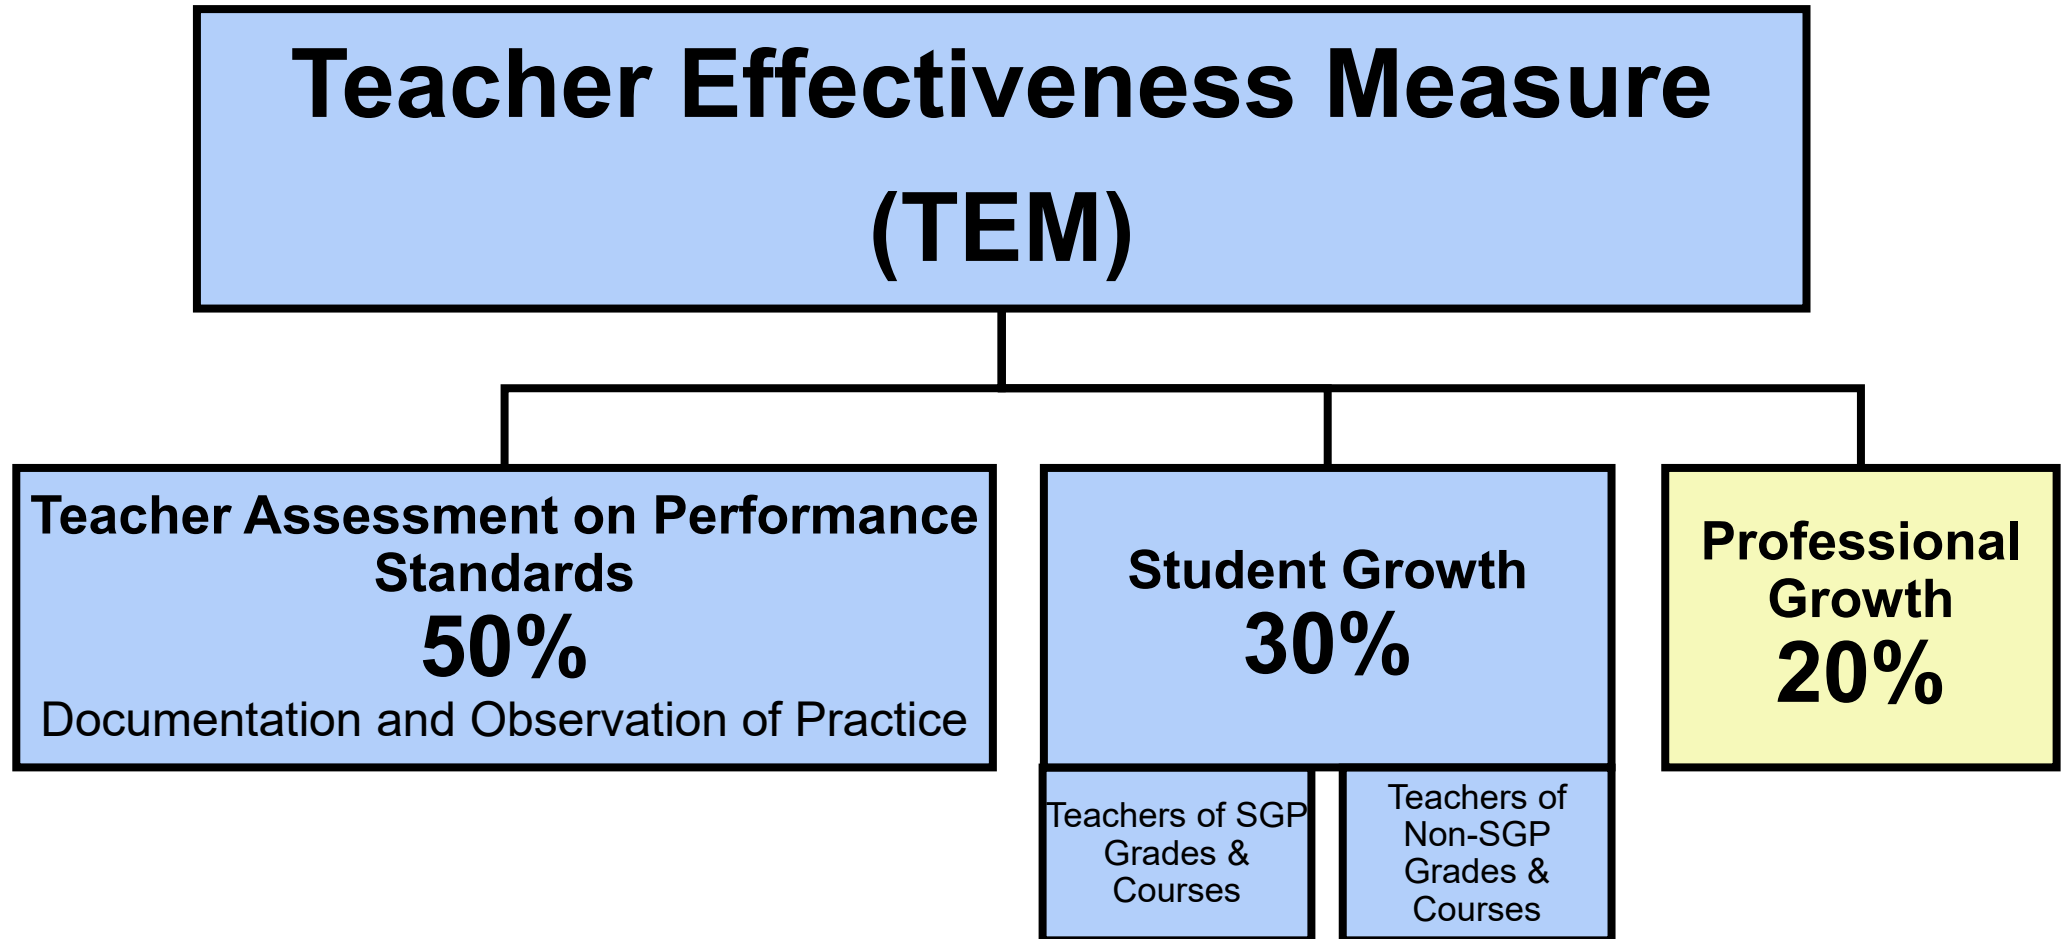 Teacher Effectiveness Measure
(TEM)
Teacher Assessment on Performance
Standards
50%
Documentation and Observation of Practice
Student Growth
30%
Professional
Growth
20%
Teachers of SGP
Grades &
Courses
Teachers of
Non-SGP
Grades &
Courses